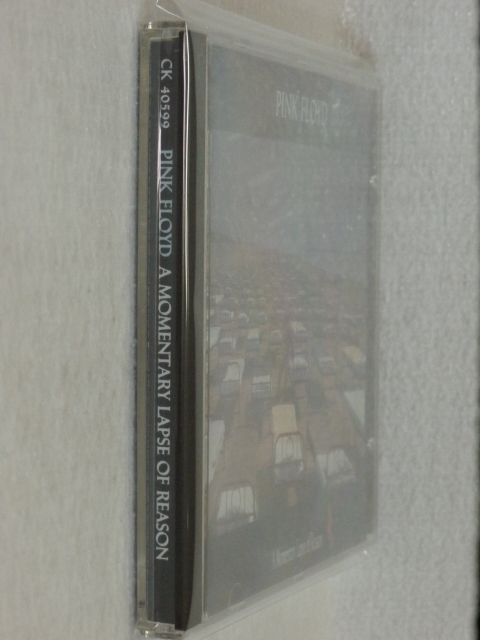 CK 40599 PINK FLOYD A MOMENTARY LAPSE OF REASON
PINK FLOYD